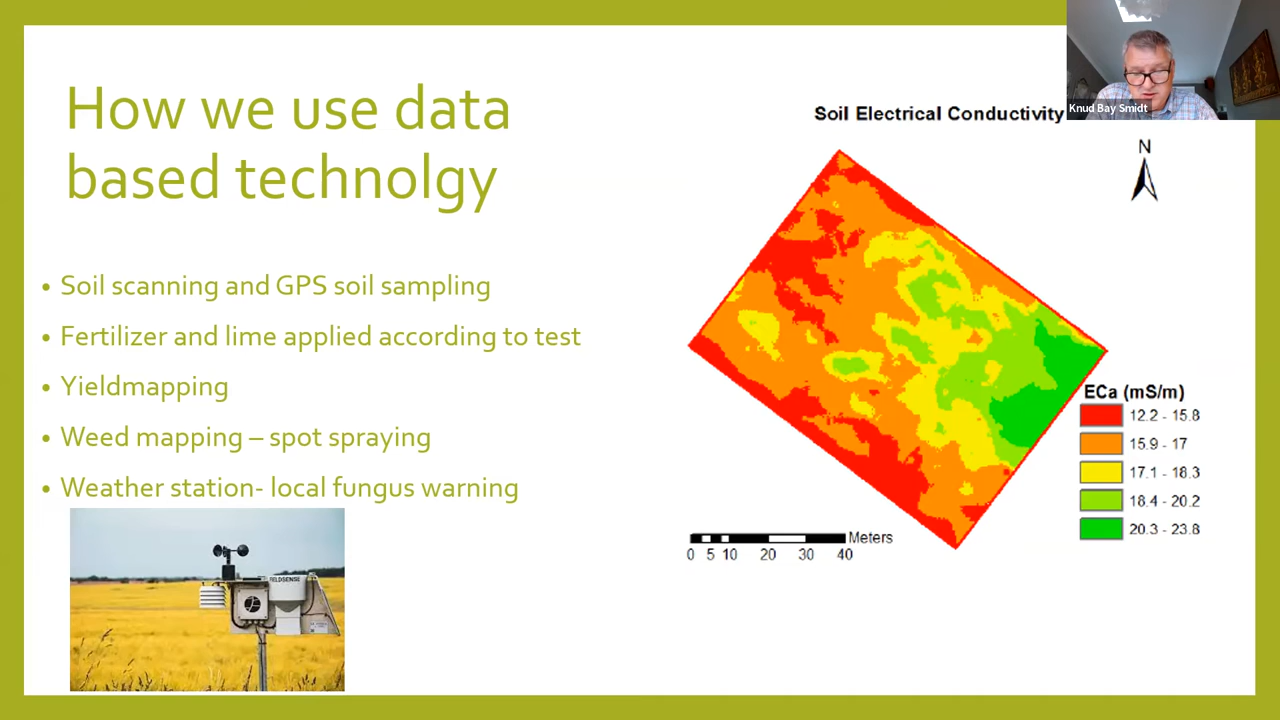 How we use data
based technolgy
• Soil scanning and GPS soil sampling
• Fertilizer and lime applied according to test
• Yieldmapping
• Weed mapping – spot spraying
• Weather station- local fungus warning
FIELDSENSE
Soil Electrical Conductivity
N
ECa (mS/m)
12.2 - 15.8
15.9 - 17
17.1 - 18.3
18.4 - 20.2
20.3 - 23.8
Meters
0 5 10 20 30 40
Knud Bay Smidt